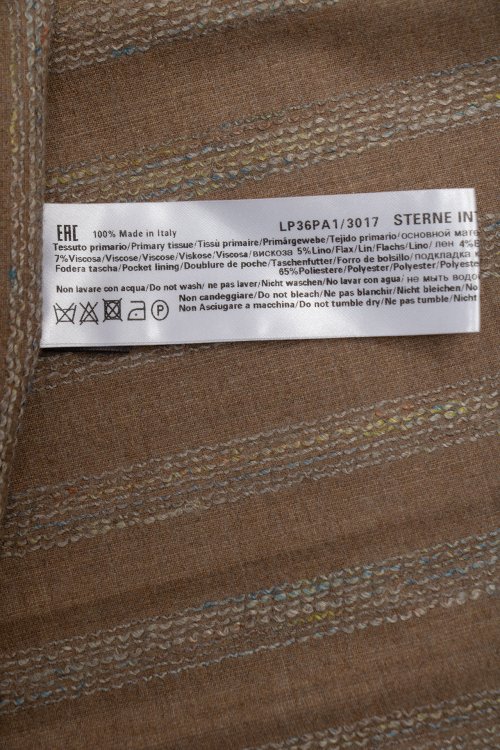 EAC 100% Made in Italy LP36PA1/3017 STERNE IN
Tessuto primario/Primary tissue/Tissù primaire/Primärgewebe/Tejido primario/основной мате
7%Viscosa/Viscose/Viscose/Viskose/Viscosa/вискоза 5%Lino/Flax/Lin/Flachs/Lino/ лен 4%E
Fodera tascha/Pocket lining/Doublure de poche/Taschenfutter/Forro de bolsillo/подкладка к
65%Poliestere/Polyester/Polyester/Polyester/Po
Non lavare con acqua/Do not wash/ ne pas laver/Nicht waschen/No lavar con agua/ не мыть водо
Non candeggiare/Do not bleach/Ne pas blanchir/Nicht bleichen/No
Non Asciugare a macchina/Do not tumble dry/Ne pas tumble/Nicht
P